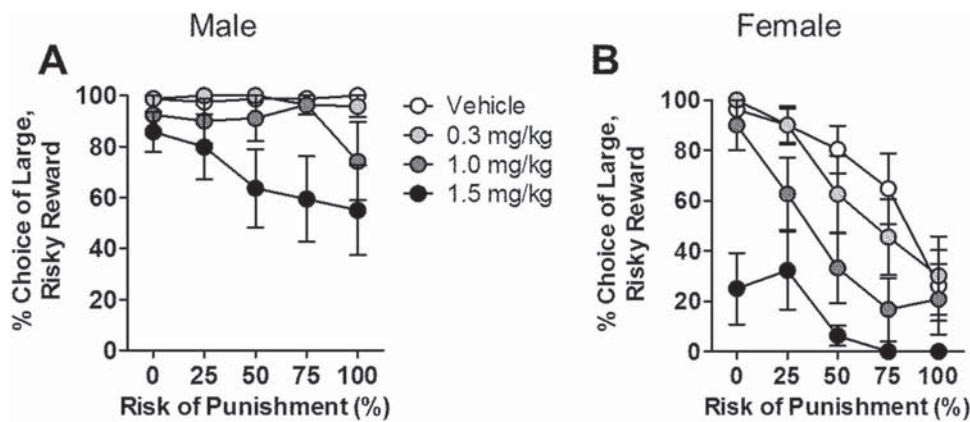 Male
A
% Choice of Large,
Risky Reward
100
80
60
40
20
0
0 25 50 75 100
Risk of Punishment (%)
Vehicle
0.3 mg/kg
1.0 mg/kg
1.5 mg/kg
Female
B
% Choice of Large,
Risky Reward
100
80
60
40
20
0
0 25 50 75 100
Risk of Punishment (%)